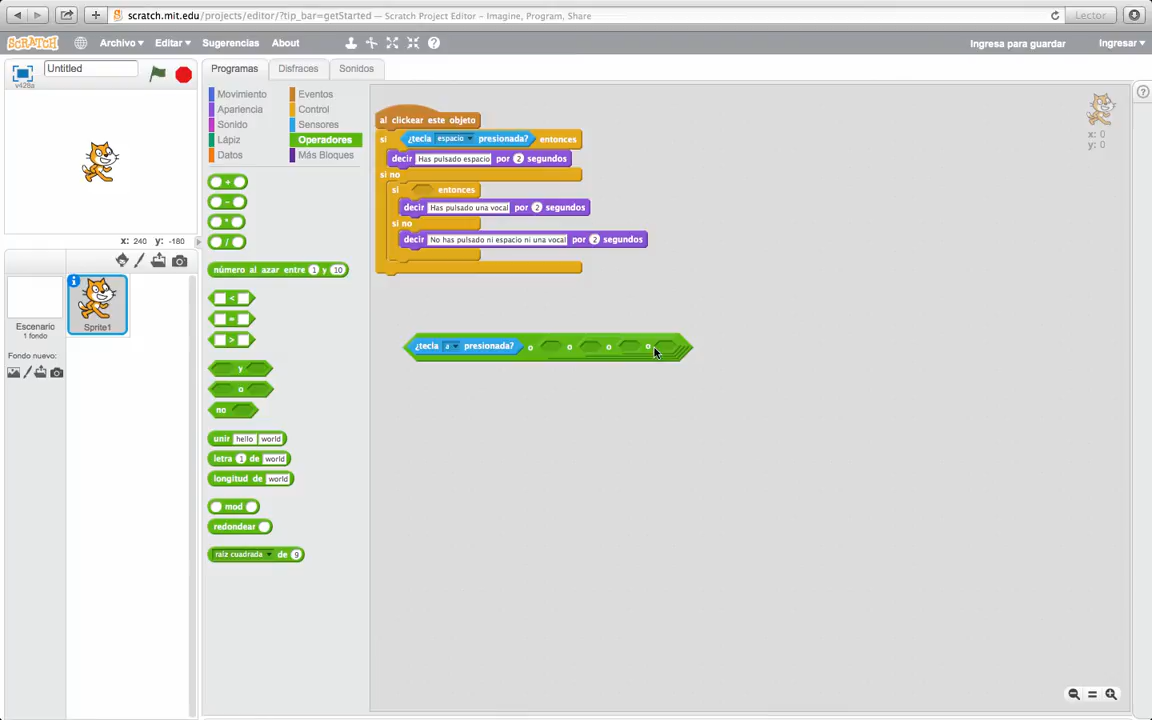 scratch.mit.edu/projects/editor/?tip_bar=getStarted — Scratch Project Editor - Imagine, Program, Share
Lector
SCRATCH Archivo Editar Sugerencias About Ingresa para guardar Ingresar
Untitled
v428a
Programas Disfraces Sonidos
Movimiento Eventos
Apariencia Control
Sonido Sensores
Lápiz Operadores
Datos Más Bloques
+
-
*
/
número al azar entre 1 y 10
<
=
>
y
o
no
unir hello world
letra 1 de world
longitud de world
mod
redondear
raíz cuadrada de 9
x: 240 y: -180
Sprite1
Escenario
1 fondo
Fondo nuevo:
al clickear este objeto
si ¿tecla espacio presionada? entonces
decir Has pulsado espacio por 2 segundos
si no
si entonces
decir Has pulsado una vocal por 2 segundos
si no
decir No has pulsado ni espacio ni una vocal por 2 segundos
¿tecla a presionada? o o o o
x: 0
y: 0